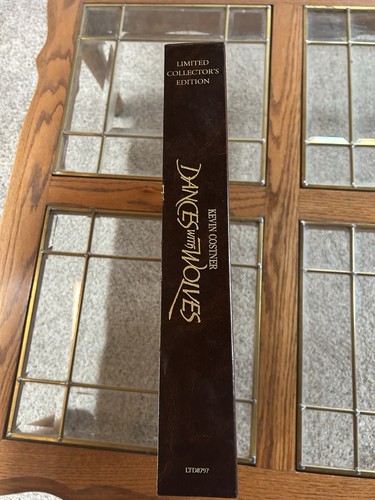 LIMITED
COLLECTOR'S
EDITION
KEVIN COSTNER
DANCES WITH WOLVES
LTD8797